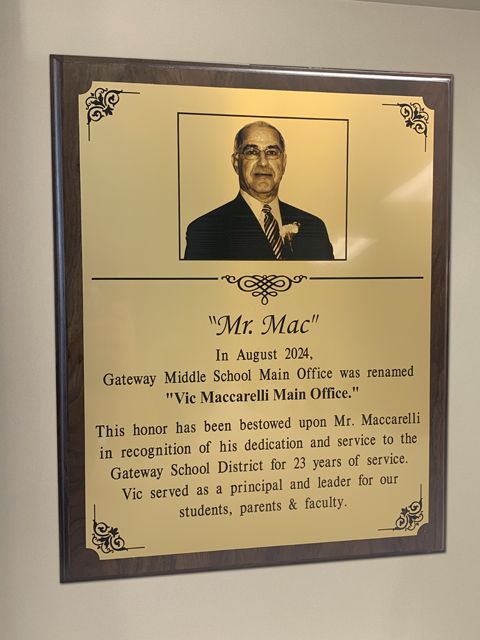 "Mr. Mac"
In August 2024,
Gateway Middle School Main Office was renamed
"Vic Maccarelli Main Office."
This honor has been bestowed upon Mr. Maccarelli
in recognition of his dedication and service to the
Gateway School District for 23 years of service.
Vic served as a principal and leader for our
students, parents & faculty.